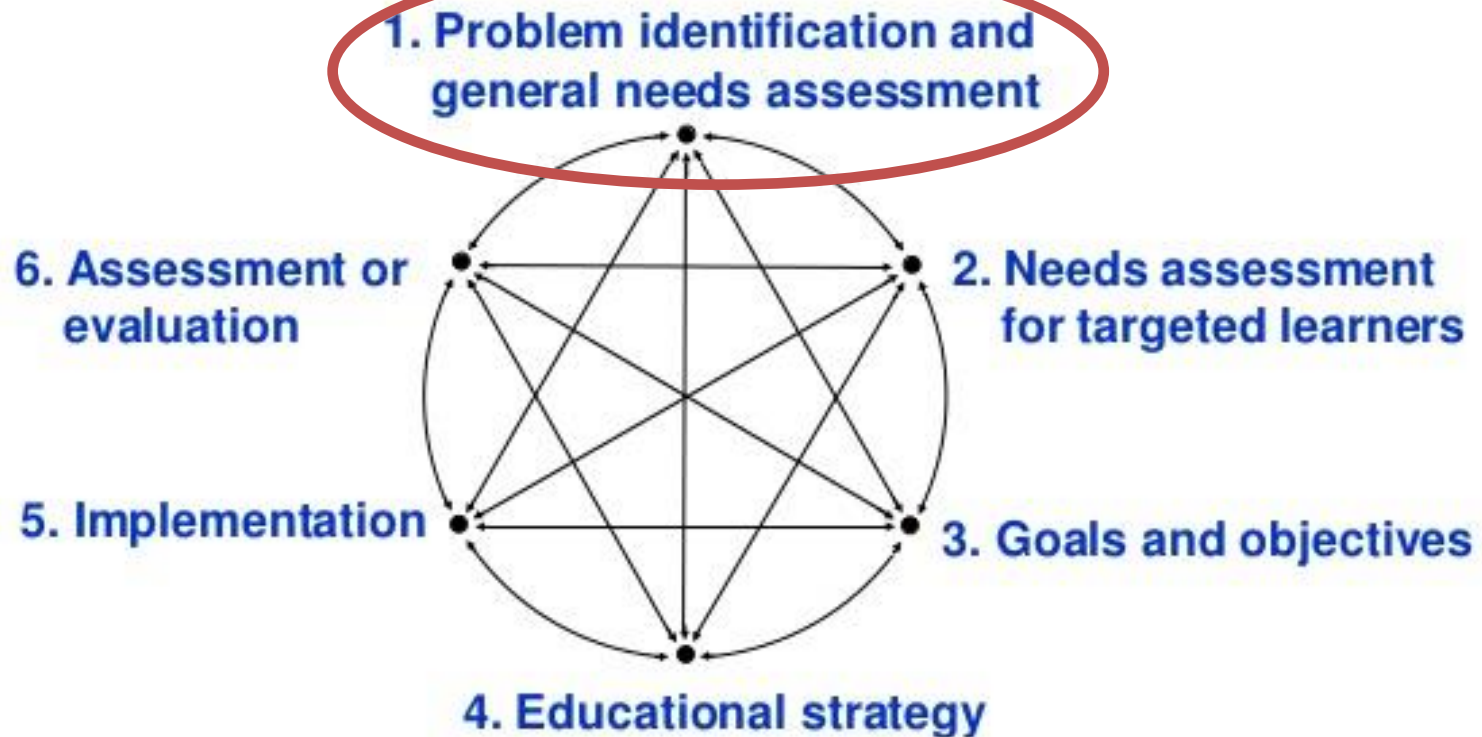 1. Problem identification and
general needs assessment
6. Assessment or
evaluation
2. Needs assessment
for targeted learners
5. Implementation
3. Goals and objectives
4. Educational strategy